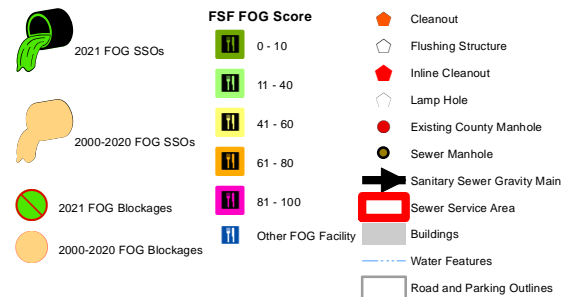 2021 FOG SSOs
2000-2020 FOG SSOs
2021 FOG Blockages
2000-2020 FOG Blockages
FSF FOG Score
0 - 10
11 - 40
41 - 60
61 - 80
81 - 100
Other FOG Facility
Cleanout
Flushing Structure
Inline Cleanout
Lamp Hole
Existing County Manhole
Sewer Manhole
Sanitary Sewer Gravity Main
Sewer Service Area
Buildings
Water Features
Road and Parking Outlines